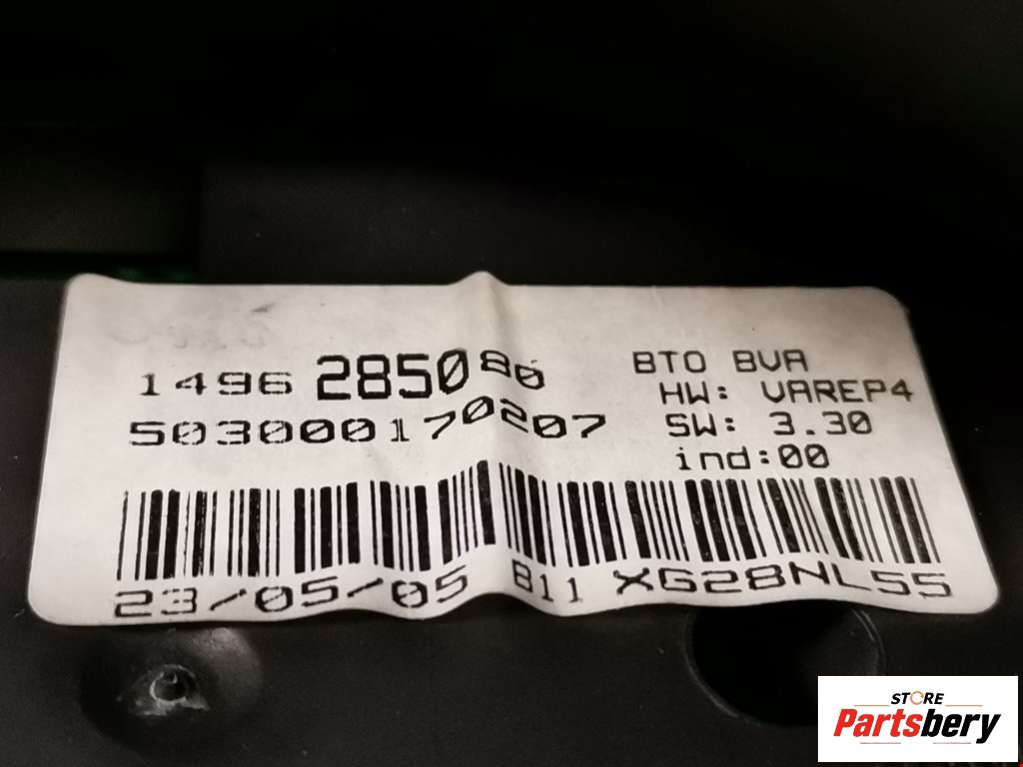 1496 285080
503000170207
BTO BVA
HW: VAREP4
SW: 3.30
ind:00
23/05/05 B11 XG28NL55
STORE
Partsbery